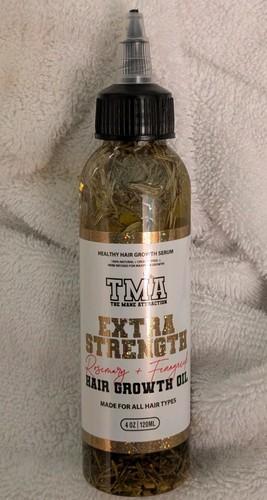 HEALTHY HAIR GROWTH SERUM
TMA
THE MANE ATTRACTION
EXTRA
STRENGTH
Rosemary + Fenugreek
HAIR GROWTH OIL
MADE FOR ALL HAIR TYPES
4 OZ | 120ML